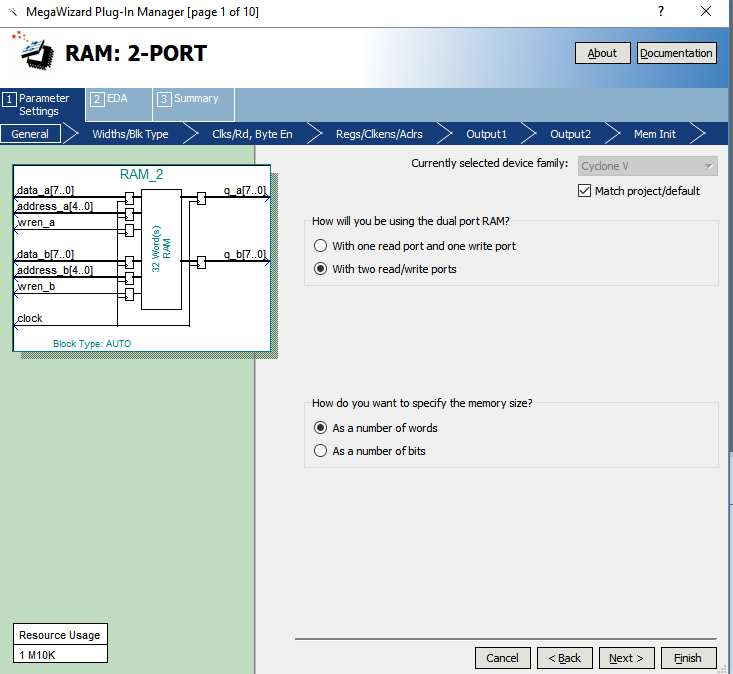 MegaWizard Plug-In Manager [page 1 of 10]
?
RAM: 2-PORT
About
Documentation
1 Parameter Settings
2 EDA
3 Summary
General
Widths/Blk Type
Clks/Rd, Byte En
Regs/Clkens/Aclrs
Output1
Output2
Mem Init
Currently selected device family:
Cyclone V
Match project/default
RAM_2
data_a[7..0]
q_a[7..0]
address_a[4..0]
wren_a
32 Word(s)
RAM
data_b[7..0]
q_b[7..0]
address_b[4..0]
wren_b
clock
Block Type: AUTO
How will you be using the dual port RAM?
With one read port and one write port
With two read/write ports
How do you want to specify the memory size?
As a number of words
As a number of bits
Resource Usage
1 M10K
Cancel
< Back
Next >
Finish